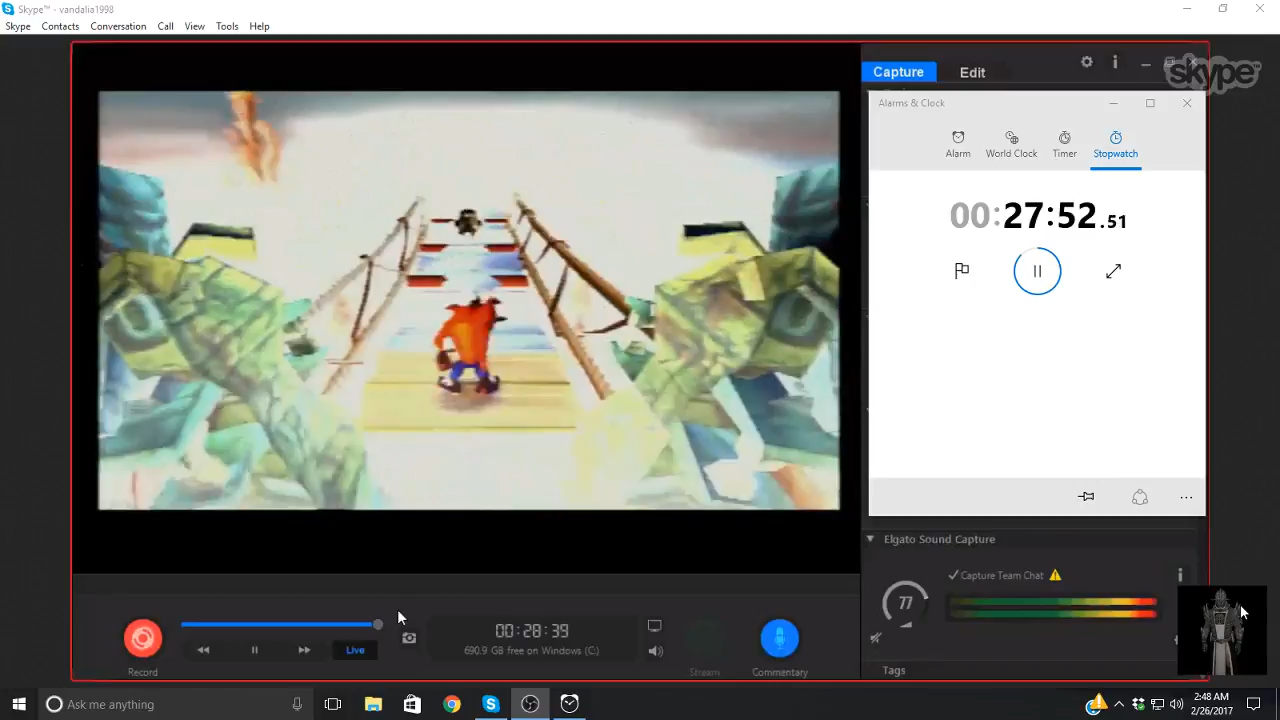 Skype™ - vandalia1998
Skype Contacts Conversation Call View Tools Help
Capture Edit
skype
Alarms & Clock
Alarm World Clock Timer Stopwatch
00:27:52.51
Elgato Sound Capture
Capture Team Chat
77
Live
00:28:39
690.9 GB free on Windows (C:)
Record Stream Commentary
Tags
Ask me anything
2:48 AM
2/26/2017